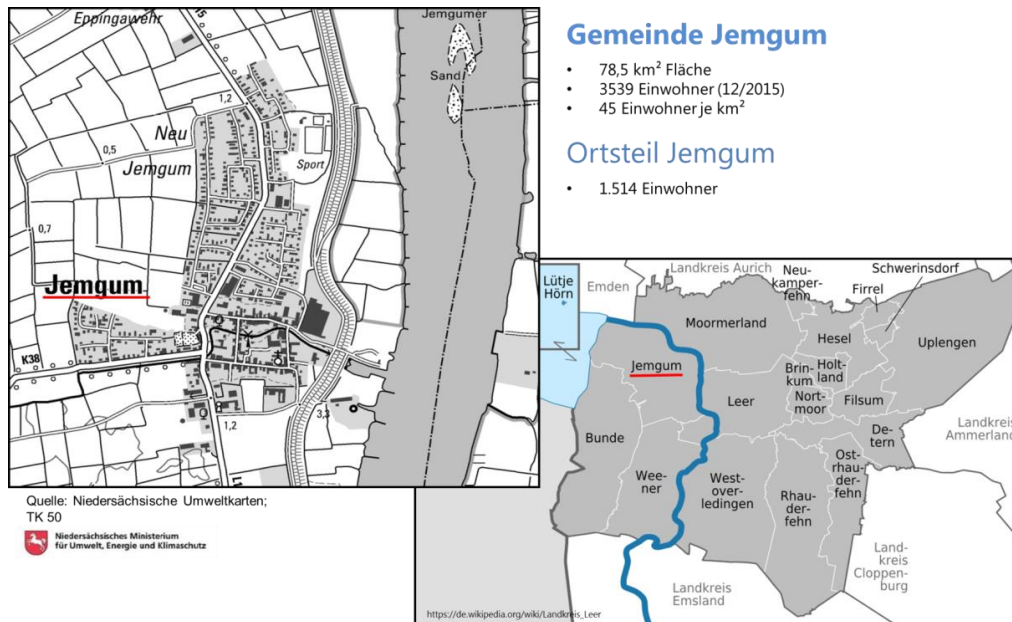 Eppingawehr
K15
Jemgumer
Sand
1,2
Neu
0,5
Jemgum
Sport
0,7
Jemgum
K38
3,3
1,2
Quelle: Niedersächsische Umweltkarten;
TK 50
Niedersächsisches Ministerium
für Umwelt, Energie und Klimaschutz
Gemeinde Jemgum
• 78,5 km² Fläche
• 3539 Einwohner (12/2015)
• 45 Einwohner je km²
Ortsteil Jemgum
• 1.514 Einwohner
Lütje
Hörn
Emden
Landkreis Aurich
Neu-
kamper-
fehn
Schwerinsdorf
Firrel
Moormerland
Hesel
Uplengen
Jemgum
Brin-
kum
Holt-
land
Leer
Nort-
moor
Filsum
Bunde
De-
tern
Landkreis
Ammerland
Wee-
ner
West-
over-
ledingen
Ost-
rhau-
der-
fehn
Rhau-
der-
fehn
Land-
kreis
Cloppen-
burg
Landkreis
Emsland
https://de.wikipedia.org/wiki/Landkreis_Leer